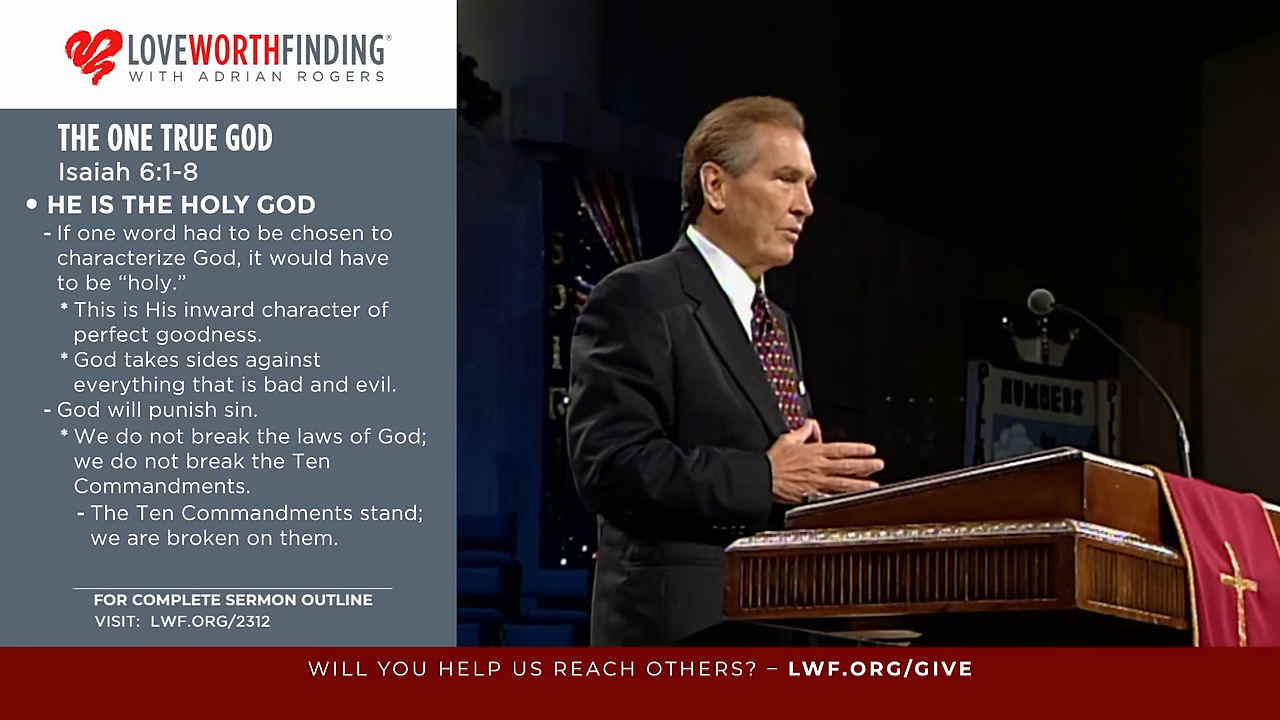 LOVEWORTHFINDING®
WITH ADRIAN ROGERS
THE ONE TRUE GOD
Isaiah 6:1-8
• HE IS THE HOLY GOD
- If one word had to be chosen to
characterize God, it would have
to be “holy.”
* This is His inward character of
perfect goodness.
* God takes sides against
everything that is bad and evil.
- God will punish sin.
* We do not break the laws of God;
we do not break the Ten
Commandments.
- The Ten Commandments stand;
we are broken on them.
FOR COMPLETE SERMON OUTLINE
VISIT: LWF.ORG/2312
NUMBERS
WILL YOU HELP US REACH OTHERS? – LWF.ORG/GIVE